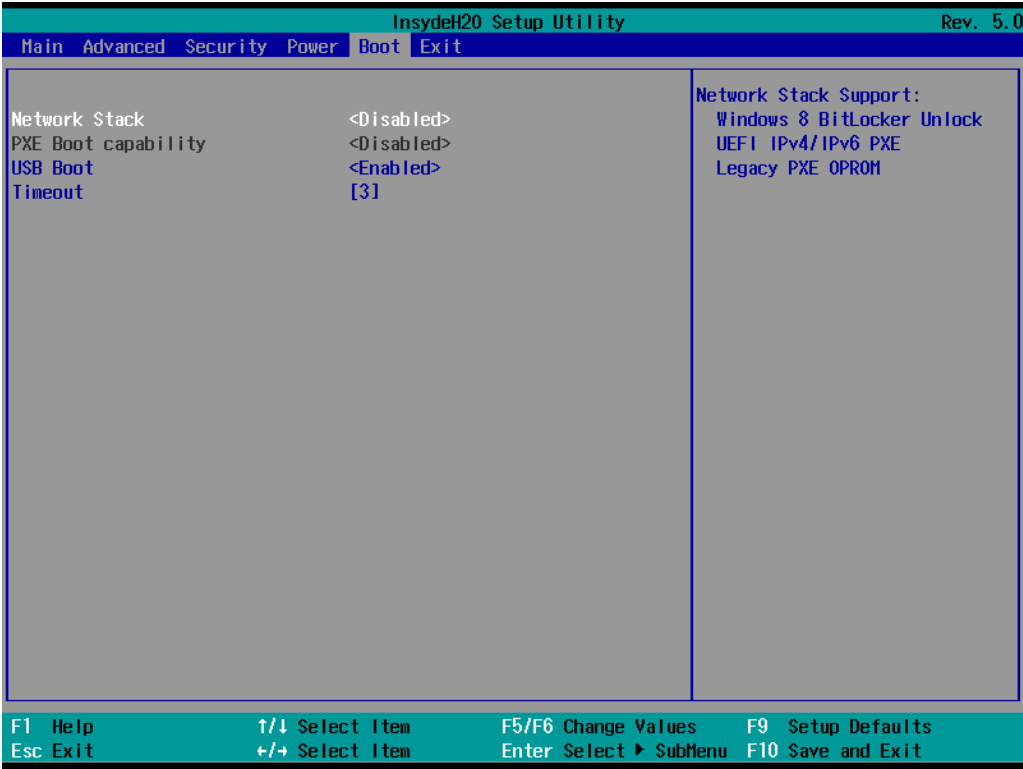 InsydeH20 Setup Utility Rev. 5.0
Main Advanced Security Power Boot Exit
Network Stack <Disabled>
PXE Boot capability <Disabled>
USB Boot <Enabled>
Timeout [3]
Network Stack Support:
Windows 8 BitLocker Unlock
UEFI IPv4/IPv6 PXE
Legacy PXE OPROM
F1 Help ↑/↓ Select Item F5/F6 Change Values F9 Setup Defaults
Esc Exit ←/→ Select Item Enter Select ▶ SubMenu F10 Save and Exit